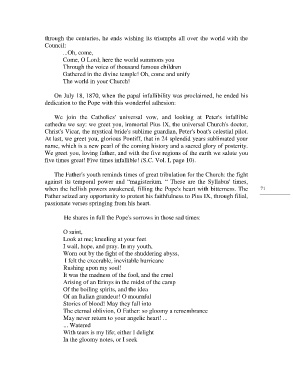 through the centuries, he ends wishing its triumphs all over the world with the
Council:
...Oh, come,
Come, O Lord; here the world summons you
Through the voice of thousand famous children
Gathered in the divine temple! Oh, come and unify
The world in your Church!
On July 18, 1870, when the papal infallibility was proclaimed, he ended his
dedication to the Pope with this wonderful adhesion:
We join the Catholics' universal vow, and looking at Peter's infallible
cathedra we say: we greet you, immortal Pius IX, the universal Church's doctor,
Christ's Vicar, the mystical bride's sublime guardian, Peter's boat's celestial pilot.
At last, we greet you, glorious Pontiff, that in 24 splendid years sublimated your
name, which is a new pearl of the coming history and a sacred glory of posterity.
We greet you, loving father, and with the five regions of the earth we salute you
five times great! Five times infallible! (S.C. Vol I, page 10).
The Father's youth reminds times of great tribulation for the Church: the fight
against its temporal power and "magisterium. " These are the Syllabus' times,
when the hellish powers awakened, filling the Pope's heart with bitterness. The
Father seized any opportunity to protest his faithfulness to Pius IX, through filial,
passionate verses springing from his heart.
71
He shares in full the Pope's sorrows in those sad times:
O saint,
Look at me; kneeling at your feet
I wail, hope, and pray. In my youth,
Worn out by the fight of the shuddering abyss,
I felt the execrable, inevitable hurricane
Rushing upon my soul!
It was the madness of the fool, and the cruel
Arising of an Erinys in the midst of the camp
Of the boiling spirits, and the idea
Of an Italian grandeur! O mournful
Stories of blood! May they fall into
The eternal oblivion, O Father: so gloomy a remembrance
May never return to your angelic heart! ...
... Watered
With tears is my life; either I delight
In the gloomy notes, or I seek